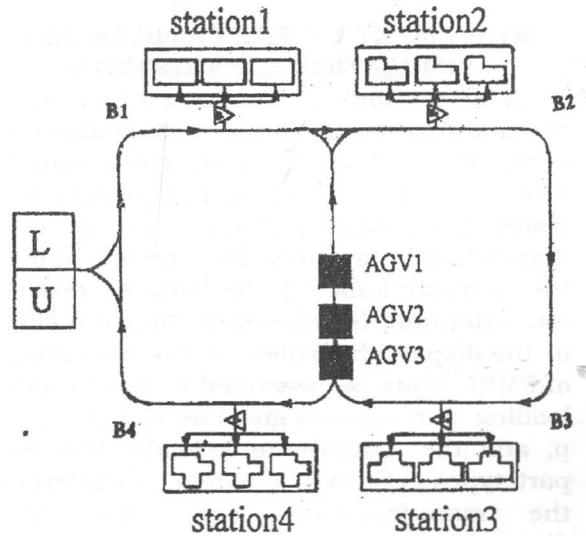 station1
station2
B1
B2
L
U
AGV1
AGV2
AGV3
B4
B3
station4
station3